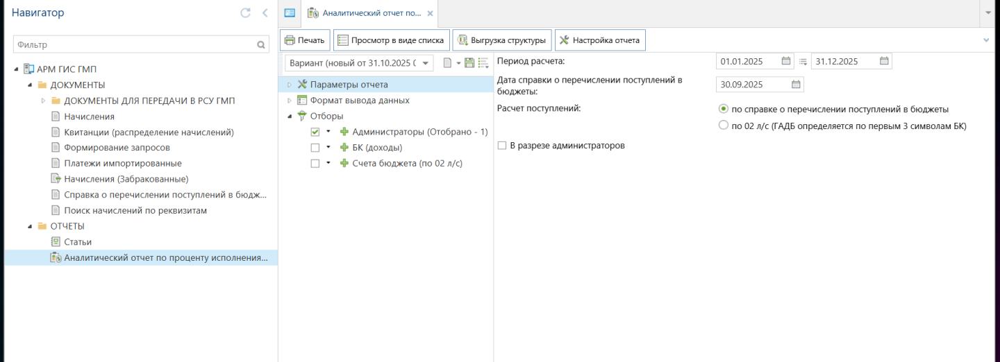 Навигатор
Фильтр
АРМ ГИС ГМП
ДОКУМЕНТЫ
ДОКУМЕНТЫ ДЛЯ ПЕРЕДАЧИ В РСУ ГМП
Начисления
Квитанции (распределение начислений)
Формирование запросов
Платежи импортированные
Начисления (Забракованные)
Справка о перечислении поступлений в бюдж...
Поиск начислений по реквизитам
ОТЧЕТЫ
Статьи
Аналитический отчет по проценту исполнения...
Аналитический отчет по...
Печать
Просмотр в виде списка
Выгрузка структуры
Настройка отчета
Вариант (новый от 31.10.2025
Параметры отчета
Формат вывода данных
Отборы
Администраторы (Отобрано - 1)
БК (доходы)
Счета бюджета (по 02 л/с)
Период расчета:
01.01.2025
31.12.2025
Дата справки о перечислении поступлений в
бюджеты:
30.09.2025
Расчет поступлений:
по справке о перечислении поступлений в бюджеты
по 02 л/с (ГАДБ определяется по первым 3 символам БК)
В разрезе администраторов